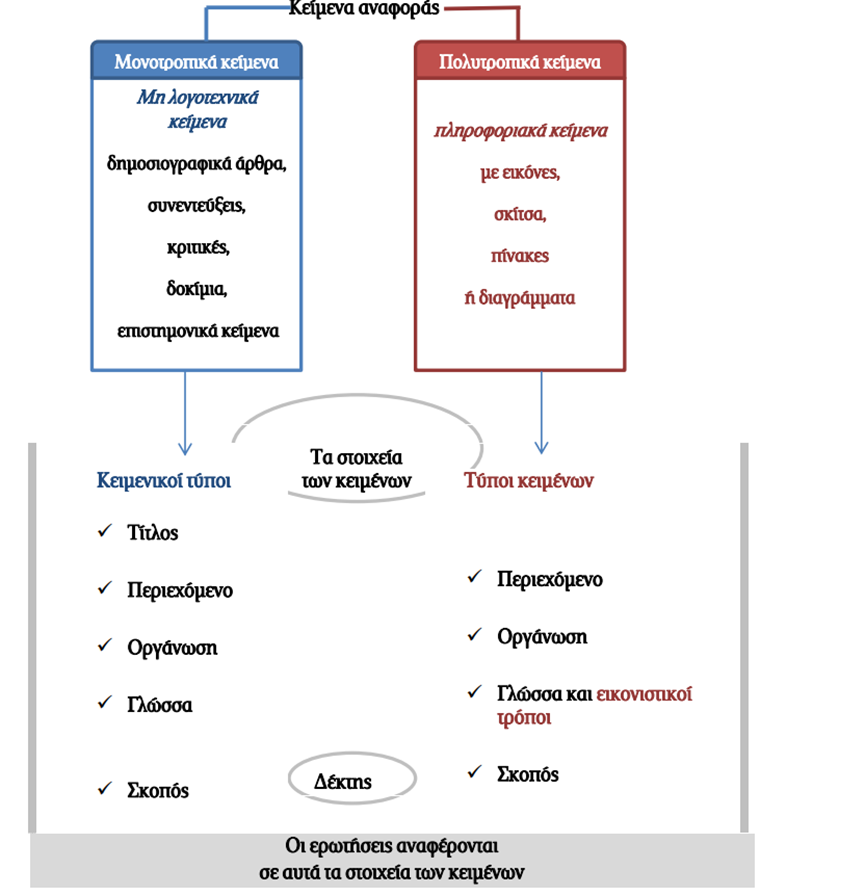 Κείμενα αναφοράς
Μονοτροπικά κείμενα
Μη λογοτεχνικά
κείμενα
δημοσιογραφικά άρθρα,
συνεντεύξεις,
κριτικές,
δοκίμια,
επιστημονικά κείμενα
Πολυτροπικά κείμενα
πληροφοριακά κείμενα
με εικόνες,
σκίτσα,
πίνακες
ή διαγράμματα
Τα στοιχεία
των κειμένων
Κειμενικοί τύποι
✓ Τίτλος
✓ Περιεχόμενο
✓ Οργάνωση
✓ Γλώσσα
✓ Σκοπός
Τύποι κειμένων
✓ Περιεχόμενο
✓ Οργάνωση
✓ Γλώσσα και εικονιστικοί
τρόποι
✓ Σκοπός
Δέκτης
Οι ερωτήσεις αναφέρονται
σε αυτά τα στοιχεία των κειμένων